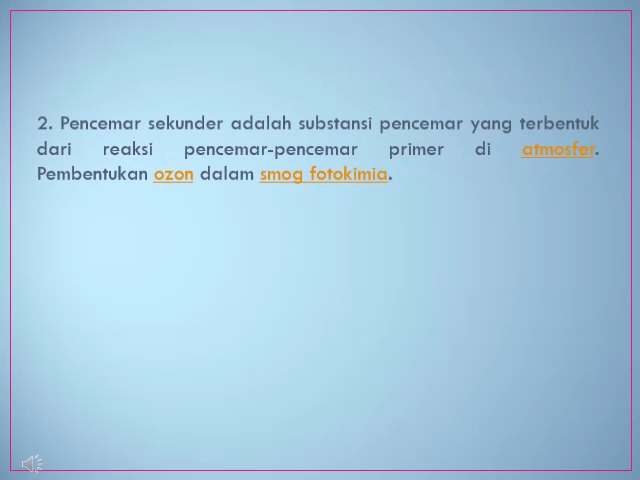 2. Pencemar sekunder adalah substansi pencemar yang terbentuk
dari reaksi pencemar-pencemar primer di atmosfer.
Pembentukan ozon dalam smog fotokimia.